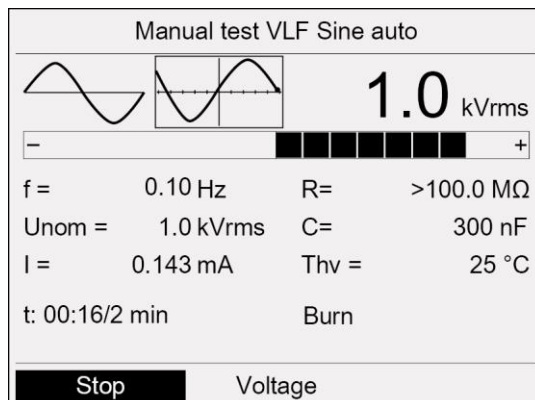 Manual test VLF Sine auto
1.0 kVrms
− +
f = 0.10 Hz R= >100.0 MΩ
Unom = 1.0 kVrms C= 300 nF
I = 0.143 mA Thv = 25 °C
t: 00:16/2 min Burn
Stop Voltage